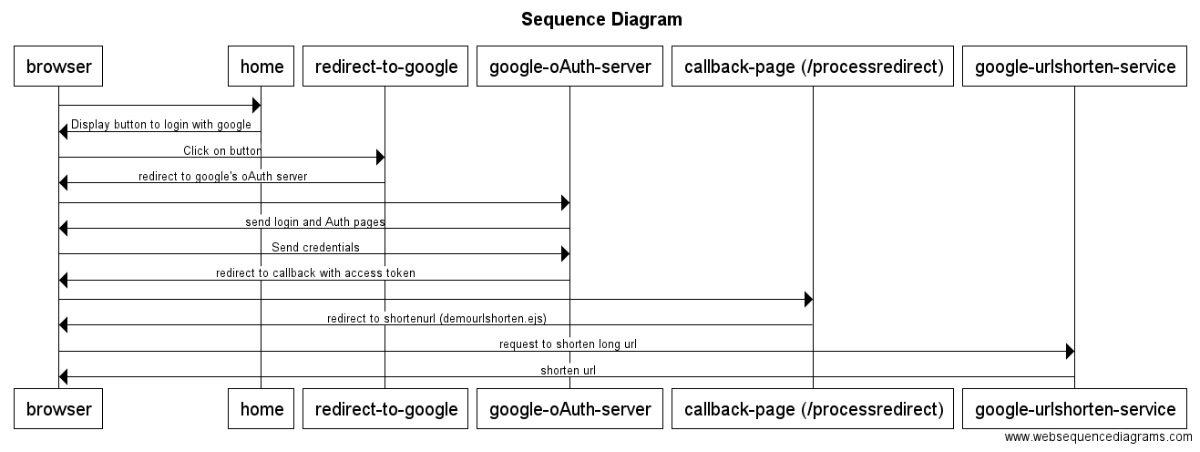 Sequence Diagram
browser home redirect-to-google google-oAuth-server callback-page (/processredirect) google-urlshorten-service
Display button to login with google
Click on button
redirect to google's oAuth server
send login and Auth pages
Send credentials
redirect to callback with access token
redirect to shortenurl (demourlshorten.ejs)
request to shorten long url
shorten url
browser home redirect-to-google google-oAuth-server callback-page (/processredirect) google-urlshorten-service
www.websequencediagrams.com